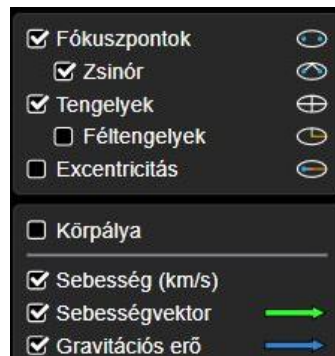 Fókuszpontok
Zsinór
Tengelyek
Féltengelyek
Excentricitás
Körpálya
Sebesség (km/s)
Sebességvektor
Gravitációs erő